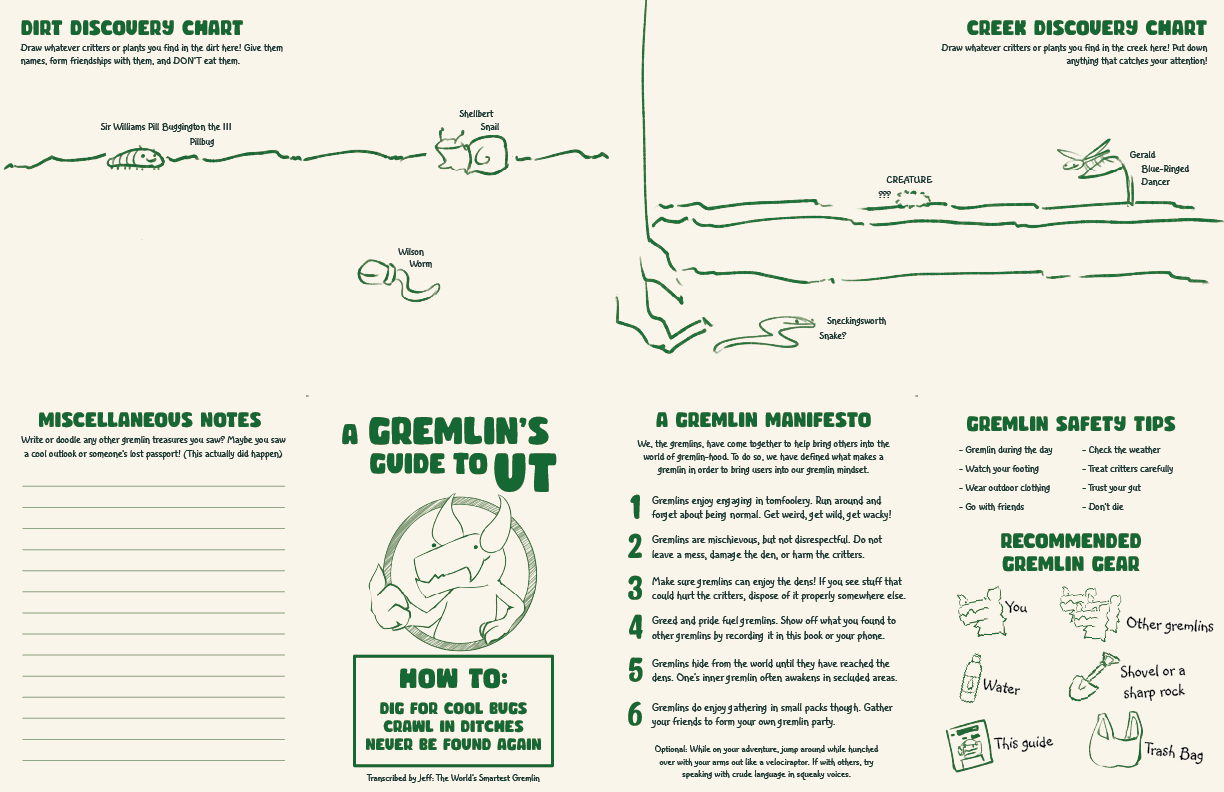 DIRT DISCOVERY CHART
Draw whatever critters or plants you find in the dirt here! Give them
names, form friendships with them, and DON'T eat them.
Sir Williams Pill Buggington the III
Pillbug
Shellbert
Snail
Wilson
Worm
CREEK DISCOVERY CHART
Draw whatever critters or plants you find in the creek here! Put down
anything that catches your attention!
CREATURE
???
Gerald
Blue-Ringed
Dancer
Sneckingsworth
Snake?
MISCELLANEOUS NOTES
Write or doodle any other gremlin treasures you saw? Maybe you saw
a cool outlook or someone's lost passport! (This actually did happen)
A GREMLIN'S
GUIDE TO UT
HOW TO:
DIG FOR COOL BUGS
CRAWL IN DITCHES
NEVER BE FOUND AGAIN
Transcribed by Jeff: The World's Smartest Gremlin
A GREMLIN MANIFESTO
We, the gremlins, have come together to help bring others into the
world of gremlin-hood. To do so, we have defined what makes a
gremlin in order to bring users into our gremlin mindset.
1 Gremlins enjoy engaging in tomfoolery. Run around and
forget about being normal. Get weird, get wild, get wacky!
2 Gremlins are mischievous, but not disrespectful. Do not
leave a mess, damage the den, or harm the critters.
3 Make sure gremlins can enjoy the dens! If you see stuff that
could hurt the critters, dispose of it properly somewhere else.
4 Greed and pride fuel gremlins. Show off what you found to
other gremlins by recording it in this book or your phone.
5 Gremlins hide from the world until they have reached the
dens. One's inner gremlin often awakens in secluded areas.
6 Gremlins do enjoy gathering in small packs though. Gather
your friends to form your own gremlin party.
Optional: While on your adventure, jump around while hunched
over with your arms out like a velociraptor. If with others, try
speaking with crude language in squeaky voices.
GREMLIN SAFETY TIPS
- Gremlin during the day
- Watch your footing
- Wear outdoor clothing
- Go with friends
- Check the weather
- Treat critters carefully
- Trust your gut
- Don't die
RECOMMENDED
GREMLIN GEAR
You
Other gremlins
Water
Shovel or a
sharp rock
This guide
Trash Bag